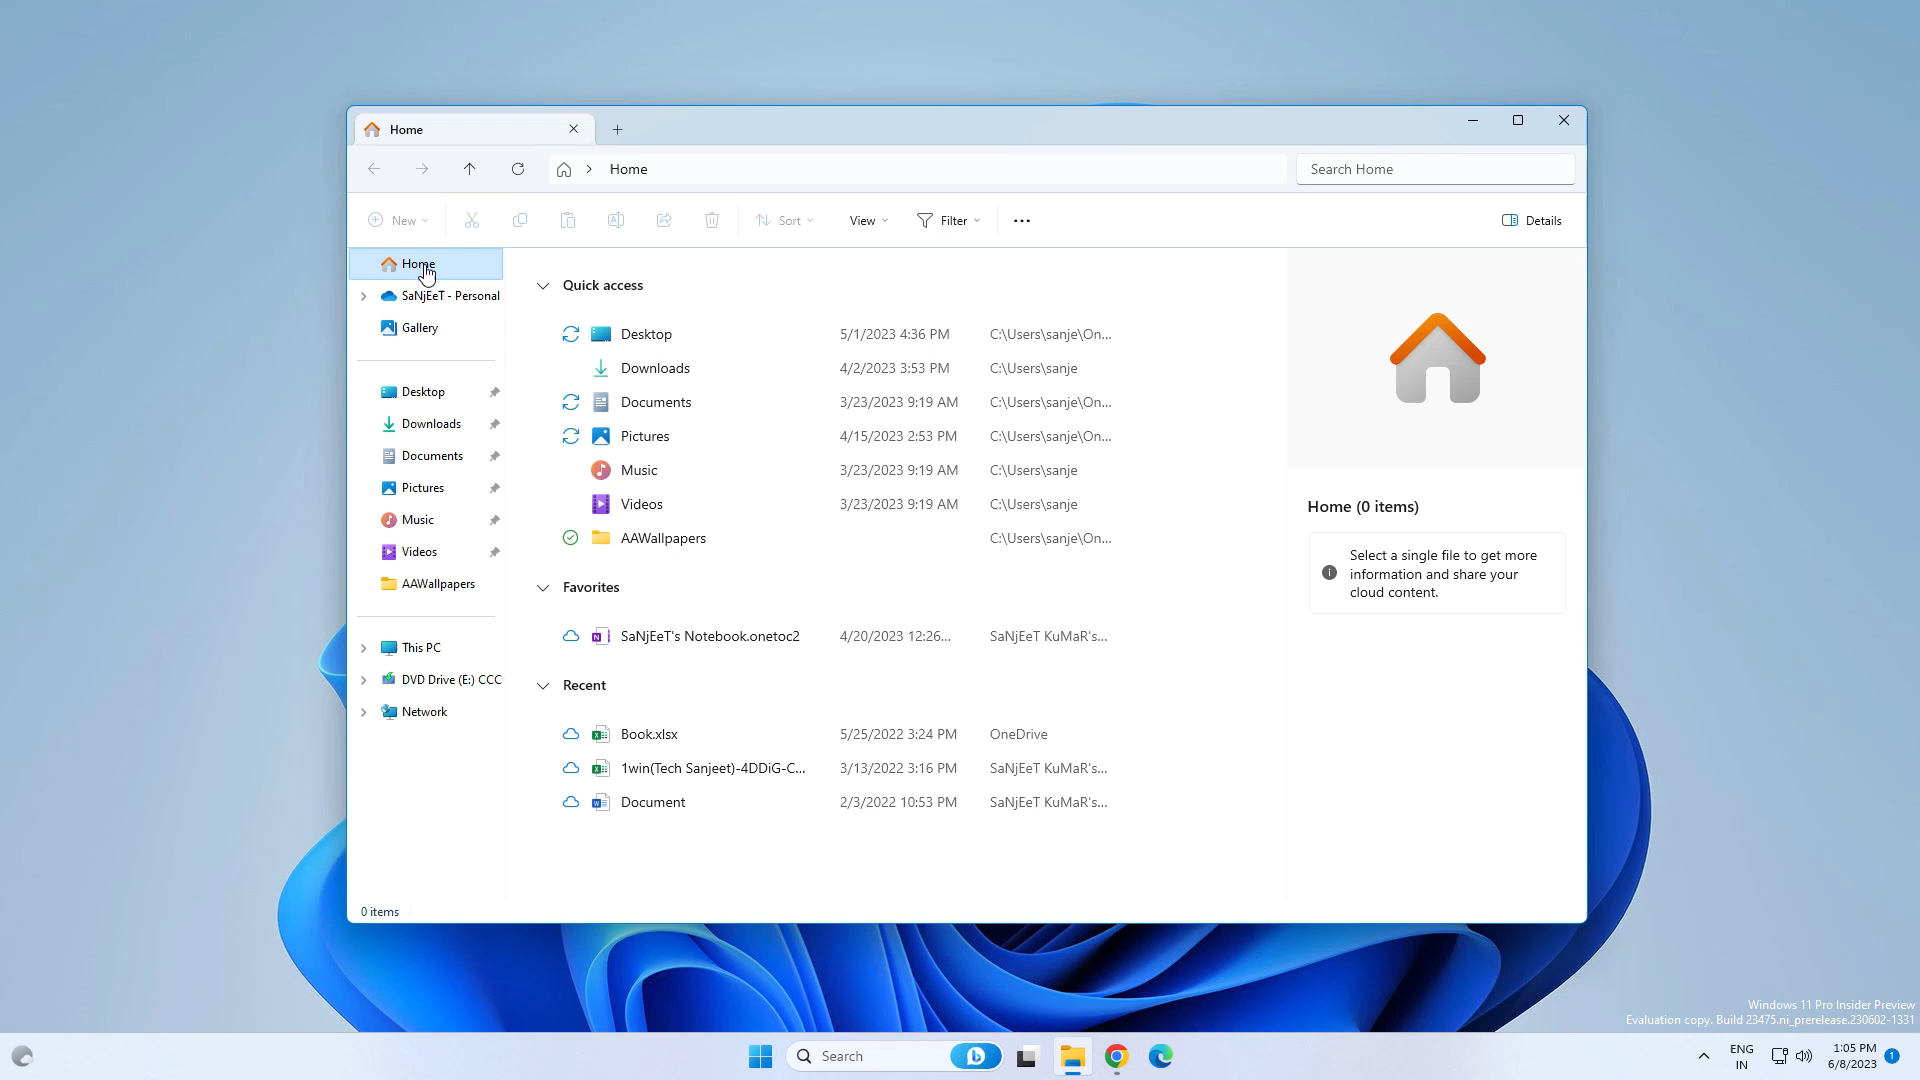 Home
Home
Search Home
New
Sort
View
Filter
Details
Home
SaNjEeT - Personal
Gallery
Desktop
Downloads
Documents
Pictures
Music
Videos
AAWallpapers
This PC
DVD Drive (E:) CCC
Network
Quick access
Desktop 5/1/2023 4:36 PM C:\Users\sanje\On...
Downloads 4/2/2023 3:53 PM C:\Users\sanje
Documents 3/23/2023 9:19 AM C:\Users\sanje\On...
Pictures 4/15/2023 2:53 PM C:\Users\sanje\On...
Music 3/23/2023 9:19 AM C:\Users\sanje
Videos 3/23/2023 9:19 AM C:\Users\sanje
AAWallpapers C:\Users\sanje\On...
Favorites
SaNjEeT's Notebook.onetoc2 4/20/2023 12:26... SaNjEeT KuMaR's...
Recent
Book.xlsx 5/25/2022 3:24 PM OneDrive
1win(Tech Sanjeet)-4DDiG-C... 3/13/2022 3:16 PM SaNjEeT KuMaR's...
Document 2/3/2022 10:53 PM SaNjEeT KuMaR's...
Home (0 items)
Select a single file to get more
information and share your
cloud content.
0 items
Windows 11 Pro Insider Preview
Evaluation copy. Build 23475.ni_prerelease.230602-1331
Search
ENG
IN
1:05 PM
6/8/2023
1